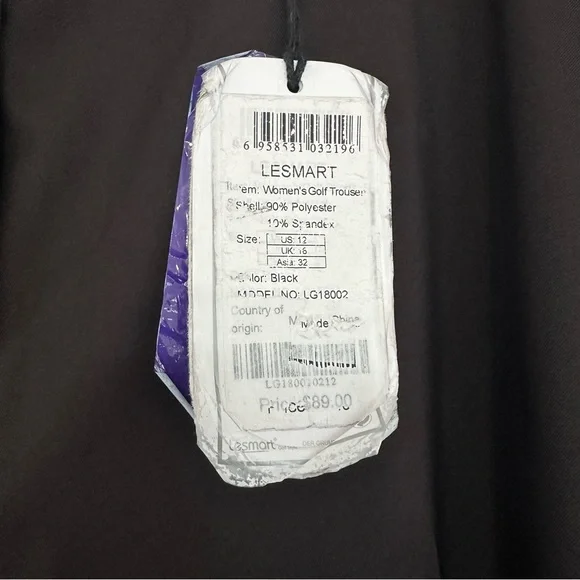 6 958531 032196
LESMART
Item: Women's Golf Trouser
Shell: 90% Polyester
10% Spandex
Size: US: 12
UK: 16
Asia: 32
Color: Black
MODEL NO: LG18002
Country of
origin: Made China
LG180020212
Price:$89.00
Lesmart